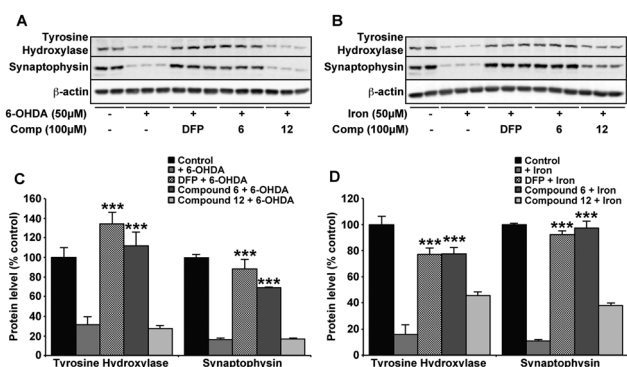 A
Tyrosine
Hydroxylase
Synaptophysin
β-actin
6-OHDA (50µM) - + + + +
Comp (100µM) DFP 6 12
B
Tyrosine
Hydroxylase
Synaptophysin
β-actin
Iron (50µM) - + + + +
Comp (100µM) DFP 6 12
C
Control
+ 6-OHDA
DFP + 6-OHDA
Compound 6 + 6-OHDA
Compound 12 + 6-OHDA
Protein lelvel (% control)
160
140
120
100
80
60
40
20
0
*** *** *** ***
Tyrosine Hydroxylase Synaptophysin
D
Control
+ Iron
DFP + Iron
Compound 6 + Iron
Compound 12 + Iron
Protein level (% control)
120
100
80
60
40
20
0
*** *** *** ***
Tyrosine Hydroxylase Synaptophysin